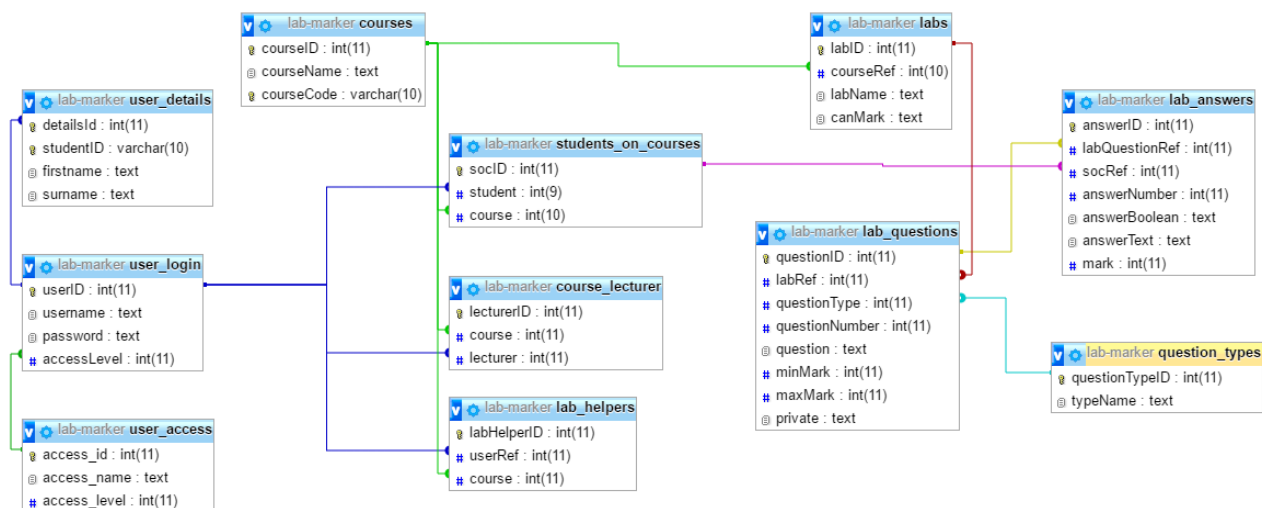 lab-marker courses
courseID : int(11)
courseName : text
courseCode : varchar(10)
lab-marker labs
labID : int(11)
# courseRef : int(10)
labName : text
canMark : text
lab-marker user_details
detailsId : int(11)
studentID : varchar(10)
firstname : text
surname : text
lab-marker lab_answers
answerID : int(11)
# labQuestionRef : int(11)
# socRef : int(11)
# answerNumber : int(11)
answerBoolean : text
answerText : text
# mark : int(11)
lab-marker students_on_courses
socID : int(11)
# student : int(9)
# course : int(10)
lab-marker lab_questions
questionID : int(11)
# labRef : int(11)
# questionType : int(11)
# questionNumber : int(11)
question : text
# minMark : int(11)
# maxMark : int(11)
private : text
lab-marker user_login
userID : int(11)
username : text
password : text
# accessLevel : int(11)
lab-marker course_lecturer
lecturerID : int(11)
# course : int(11)
# lecturer : int(11)
lab-marker question_types
questionTypeID : int(11)
typeName : text
lab-marker lab_helpers
labHelperID : int(11)
# userRef : int(11)
# course : int(11)
lab-marker user_access
access_id : int(11)
access_name : text
# access_level : int(11)